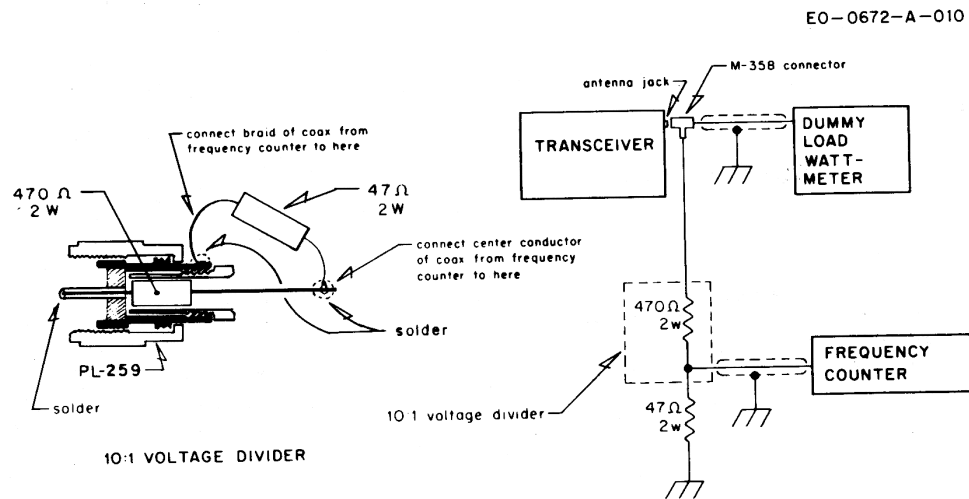 EO-0672-A-010
connect braid of coax from
frequency counter to here
470 Ω
2 W
47 Ω
2 W
connect center conductor
of coax from frequency
counter to here
solder
PL-259
solder
10:1 VOLTAGE DIVIDER
antenna jack
M-358 connector
TRANSCEIVER
DUMMY
LOAD
WATT-
METER
470Ω
2w
10:1 voltage divider
47Ω
2w
FREQUENCY
COUNTER